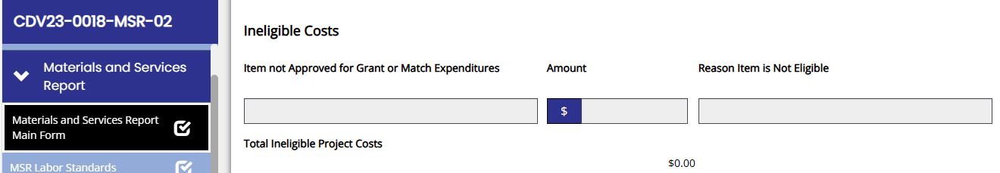 CDV23-0018-MSR-02
Materials and Services
Report
Materials and Services Report
Main Form
MSR Labor Standards
Ineligible Costs
Item not Approved for Grant or Match Expenditures
Amount
Reason Item is Not Eligible
$
Total Ineligible Project Costs
$0.00